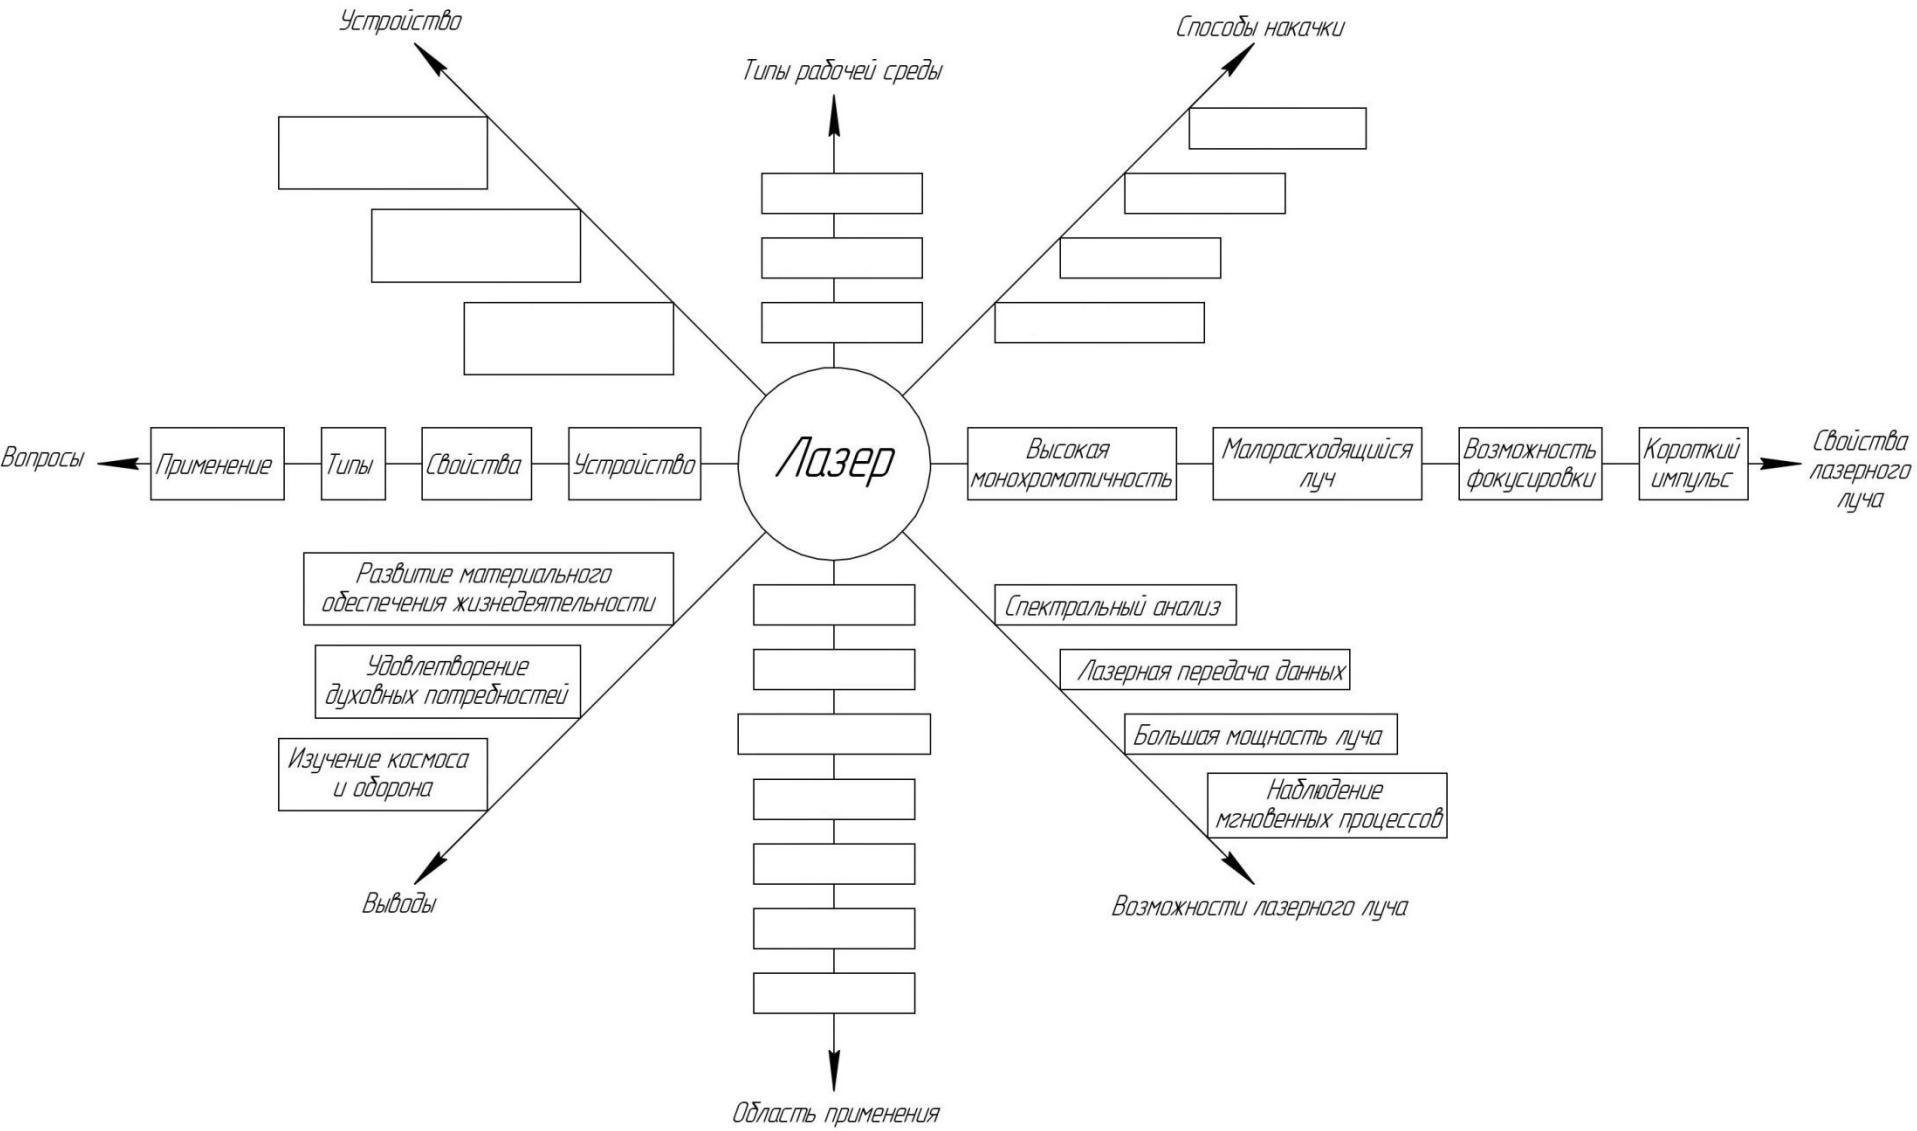 Устройство
Способы накачки
Типы рабочей среды
Вопросы
Применение
Типы
Свойства
Устройство
Лазер
Высокая
монохромотичность
Малорасходящийся
луч
Возможность
фокусировки
Короткий
импульс
Свойства
лазерного
луча
Развитие материального
обеспечения жизнедеятельности
Удовлетворение
духовных потребностей
Изучение космоса
и оборона
Выводы
Спектральный анализ
Лазерная передача данных
Большая мощность луча
Наблюдение
мгновенных процессов
Возможности лазерного луча
Область применения